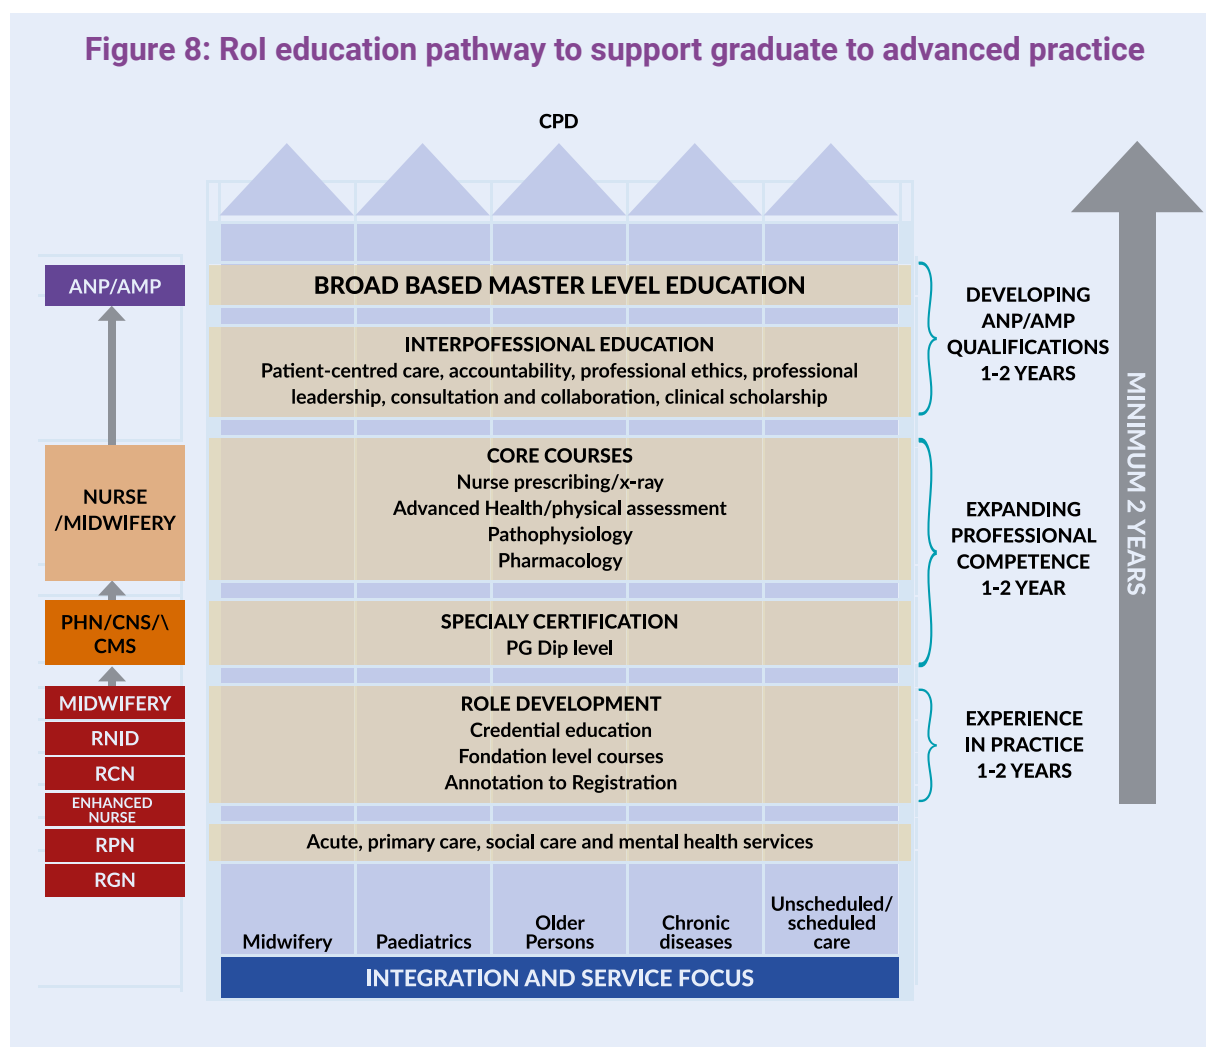 Figure 8: RoI education pathway to support graduate to advanced practice
CPD
ANP/AMP
NURSE
/MIDWIFERY
PHN/CNS/\
CMS
MIDWIFERY
RNID
RCN
ENHANCED
NURSE
RPN
RGN
BROAD BASED MASTER LEVEL EDUCATION
INTERPOFESSIONAL EDUCATION
Patient-centred care, accountability, professional ethics, professional
leadership, consultation and collaboration, clinical scholarship
CORE COURSES
Nurse prescribing/x-ray
Advanced Health/physical assessment
Pathophysiology
Pharmacology
SPECIALY CERTIFICATION
PG Dip level
ROLE DEVELOPMENT
Credential education
Fondation level courses
Annotation to Registration
Acute, primary care, social care and mental health services
Midwifery
Paediatrics
Older
Persons
Chronic
diseases
Unscheduled/
scheduled
care
INTEGRATION AND SERVICE FOCUS
DEVELOPING
ANP/AMP
QUALIFICATIONS
1-2 YEARS
EXPANDING
PROFESSIONAL
COMPETENCE
1-2 YEAR
EXPERIENCE
IN PRACTICE
1-2 YEARS
MINIMUM 2 YEARS